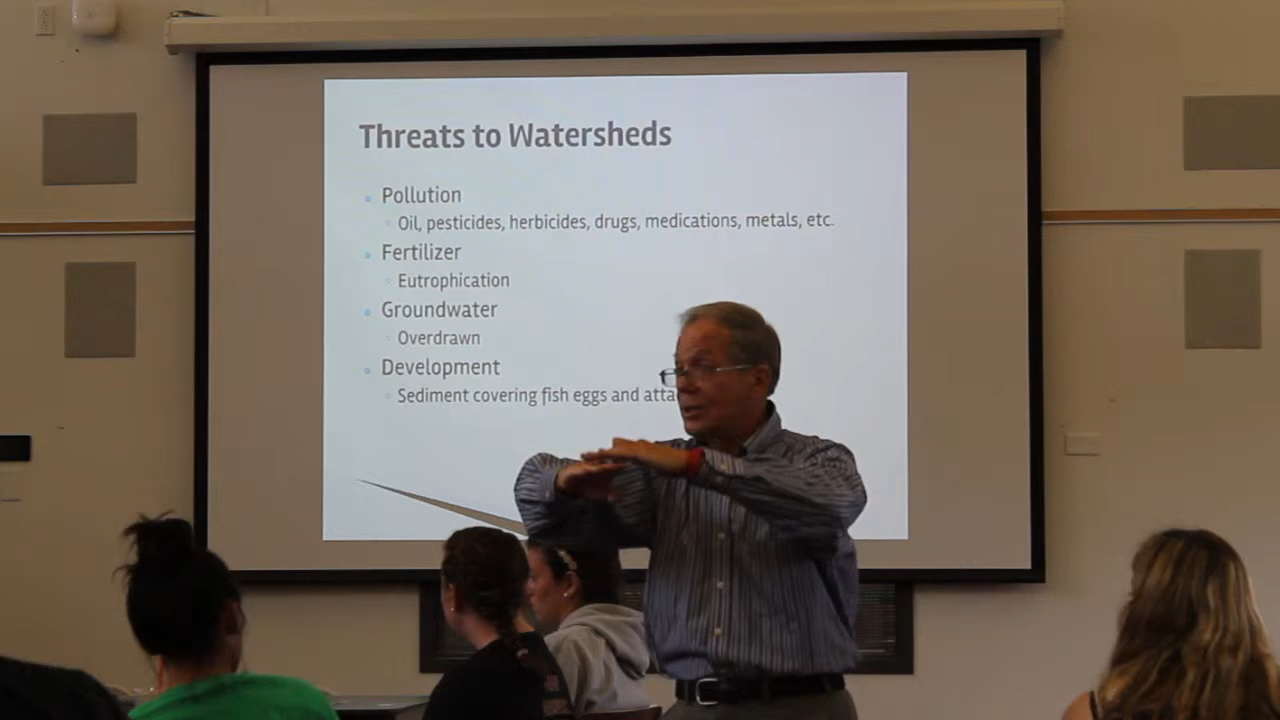 Threats to Watersheds
Pollution
Oil, pesticides, herbicides, drugs, medications, metals, etc.
Fertilizer
Eutrophication
Groundwater
Overdrawn
Development
Sediment covering fish eggs and